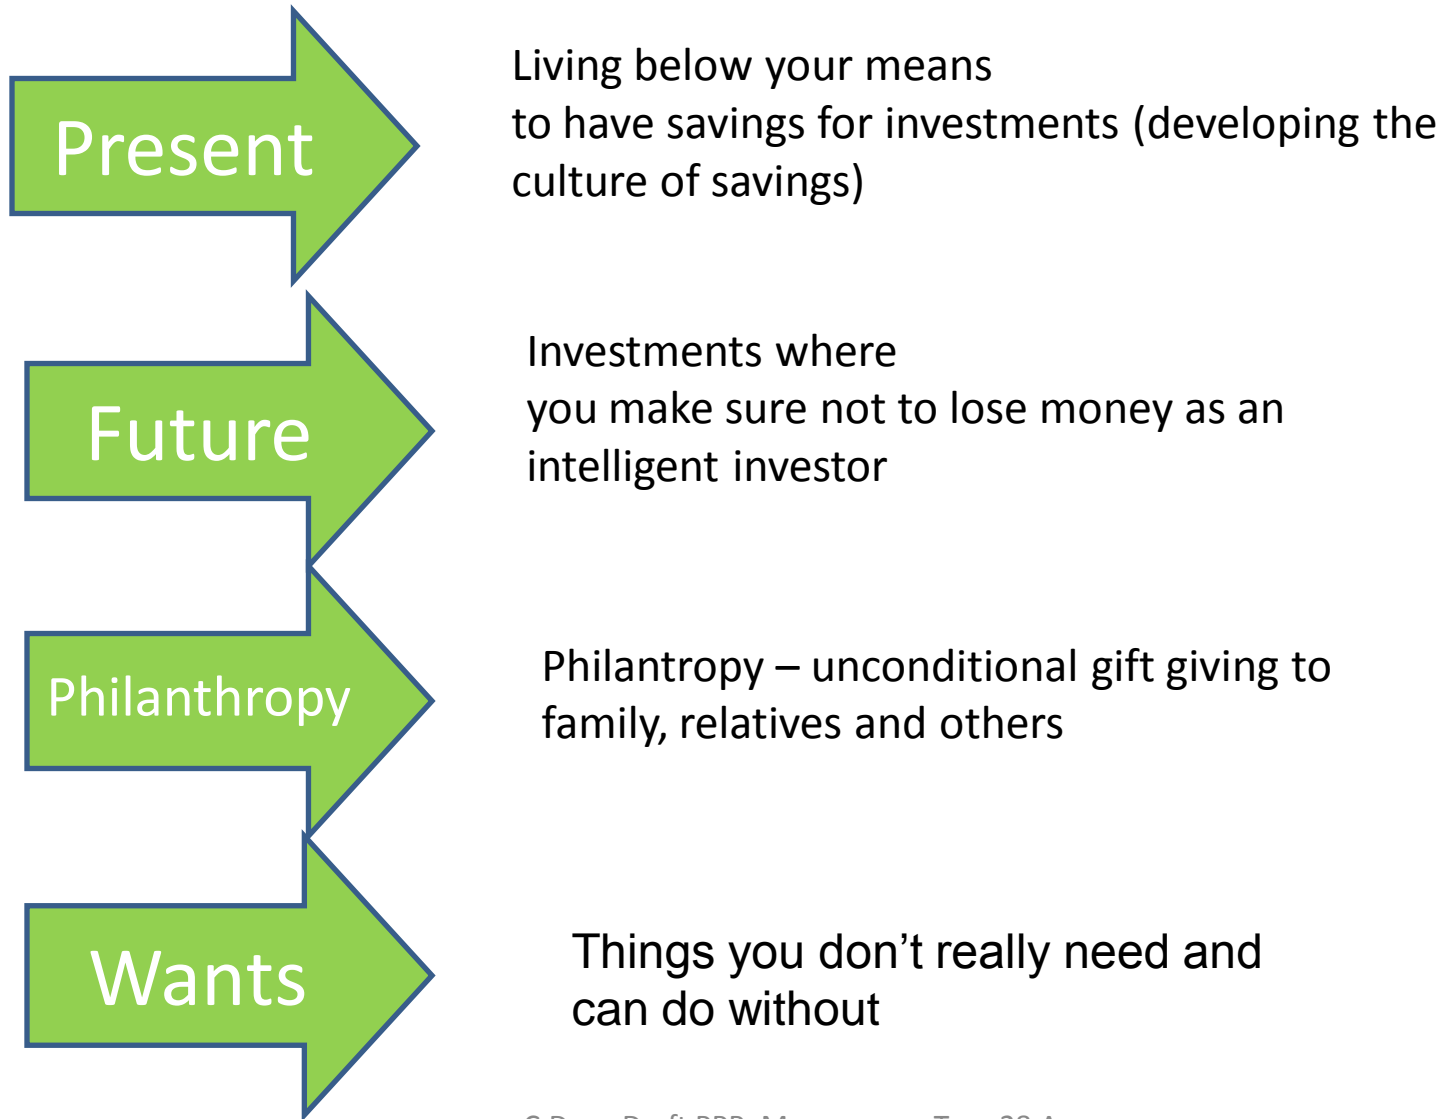 Present
Living below your means
to have savings for investments (developing the
culture of savings)
Future
Investments where
you make sure not to lose money as an
intelligent investor
Philanthropy
Philantropy – unconditional gift giving to
family, relatives and others
Wants
Things you don’t really need and
can do without